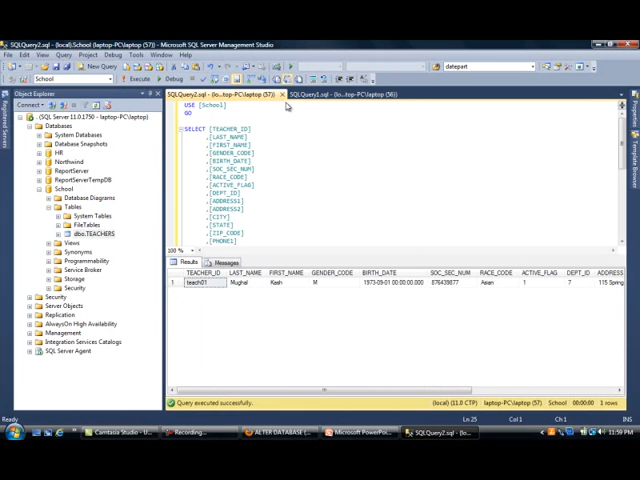 SQLQuery2.sql - (local).School (laptop-PC\laptop (57)) - Microsoft SQL Server Management Studio
File Edit View Query Project Debug Tools Window Help
New Query datepart
School Execute Debug
Object Explorer
SQLQuery2.sql - (lo...top-PC\laptop (57)) SQLQuery1.sql - (lo...top-PC\laptop (56))
Connect
. (SQL Server 11.0.1750 - laptop-PC\laptop)
Databases
System Databases
Database Snapshots
HR
Northwind
ReportServer
ReportServerTempDB
School
Database Diagrams
Tables
System Tables
FileTables
dbo.TEACHERS
Views
Synonyms
Programmability
Service Broker
Storage
Security
Security
Server Objects
Replication
AlwaysOn High Availability
Management
Integration Services Catalogs
SQL Server Agent
USE [School]
GO
SELECT [TEACHER_ID]
,[LAST_NAME]
,[FIRST_NAME]
,[GENDER_CODE]
,[BIRTH_DATE]
,[SOC_SEC_NUM]
,[RACE_CODE]
,[ACTIVE_FLAG]
,[DEPT_ID]
,[ADDRESS1]
,[ADDRESS2]
,[CITY]
,[STATE]
,[ZIP_CODE]
,[PHONE1]
100 %
Results Messages
TEACHER_ID LAST_NAME FIRST_NAME GENDER_CODE BIRTH_DATE SOC_SEC_NUM RACE_CODE ACTIVE_FLAG DEPT_ID ADDRESS
1 teach01 Mughal Kash M 1973-09-01 00:00:00.000 876439877 Asian 1 7 115 Spring
Query executed successfully. (local) (11.0 CTP) laptop-PC\laptop (57) School 00:00:00 1 rows
Ready Ln 25 Col 1 Ch 1 INS
Registered Servers
Template Browser
Camtasia Studio - U... Recording... ALTER DATABASE (... Microsoft PowerPoint... SQLQuery2.sql - (lo... 11:59 PM